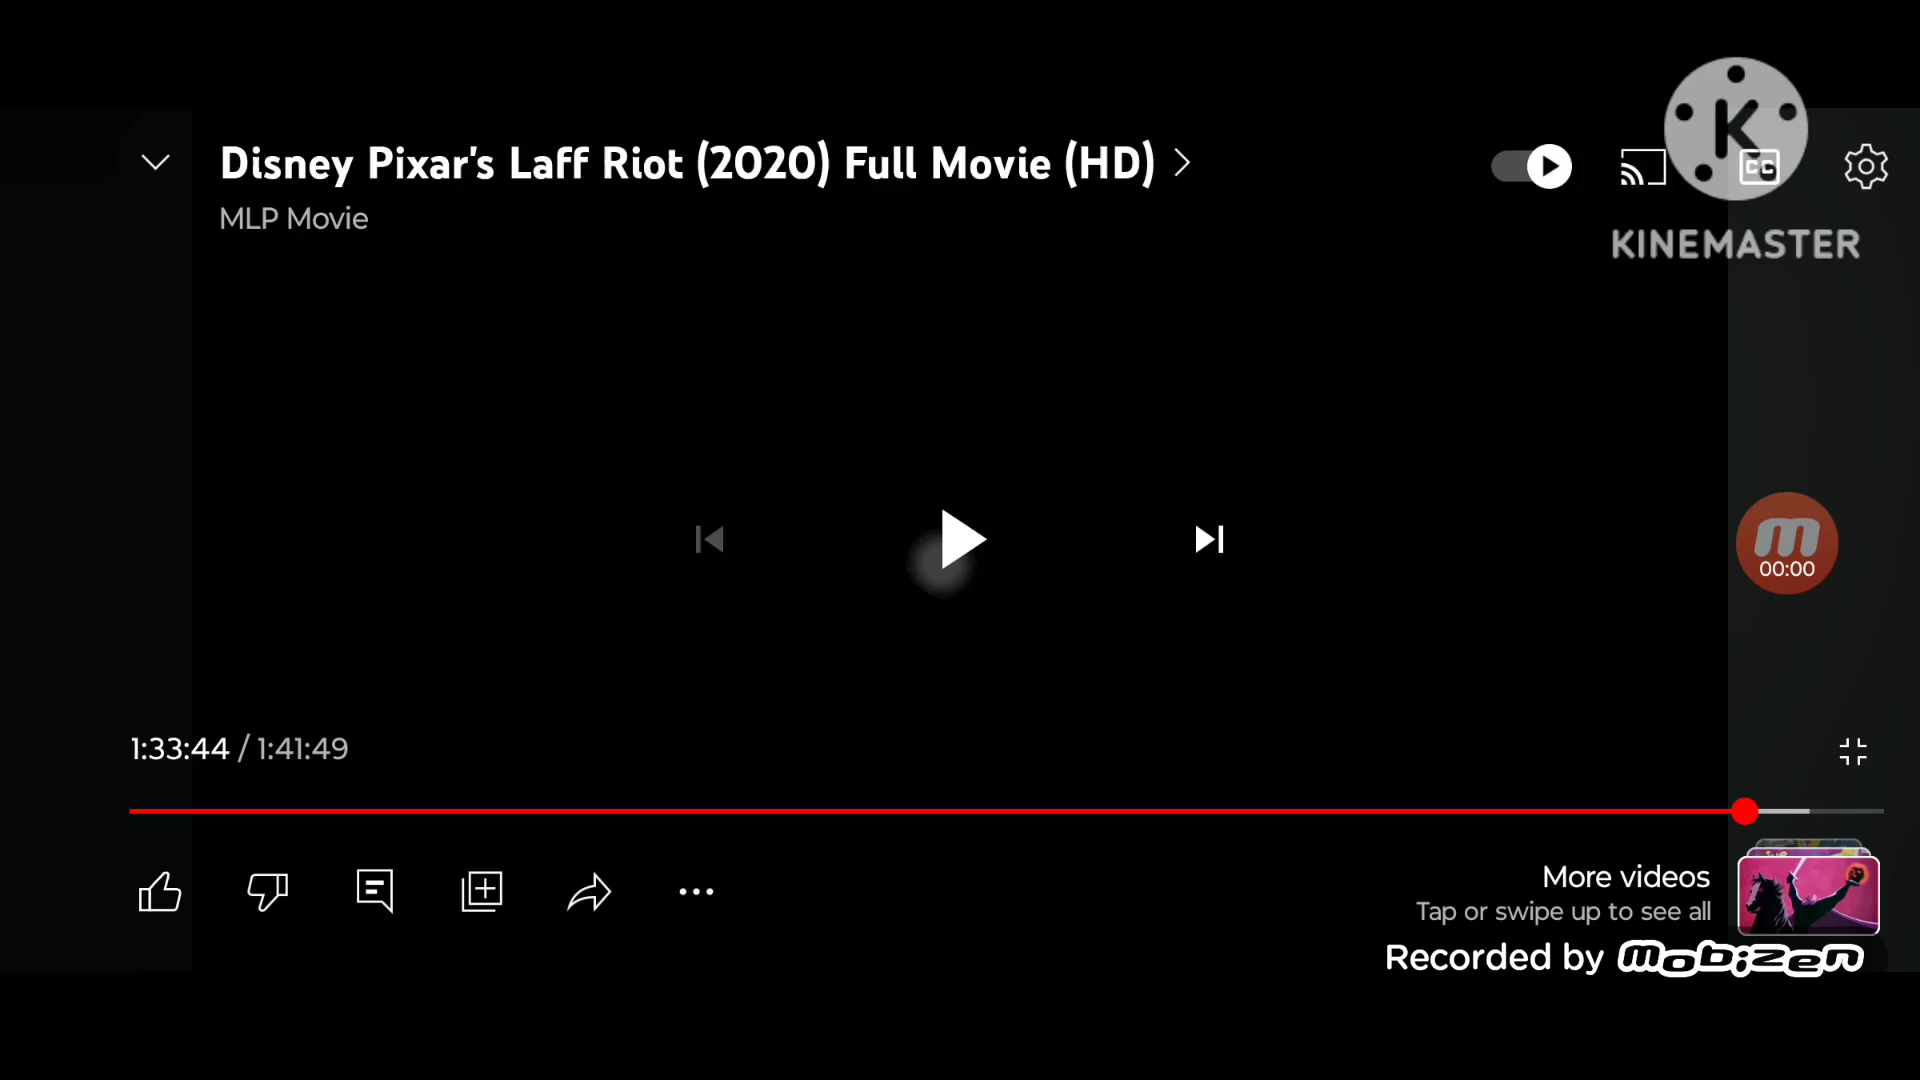 Disney Pixar's Laff Riot (2020) Full Movie (HD)
MLP Movie
CC
K
KINEMASTER
m
00:00
1:33:44 / 1:41:49
More videos
Tap or swipe up to see all
Recorded by mobizen